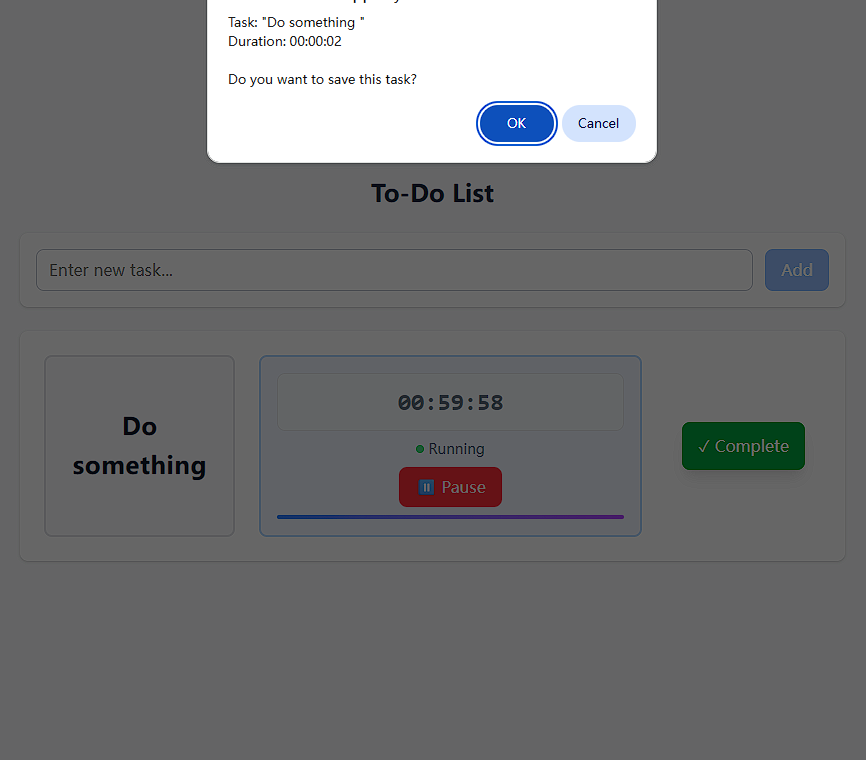 Task: "Do something "
Duration: 00:00:02
Do you want to save this task?
OK
Cancel
To-Do List
Enter new task...
Add
Do
something
00:59:58
Running
⏸ Pause
✓ Complete